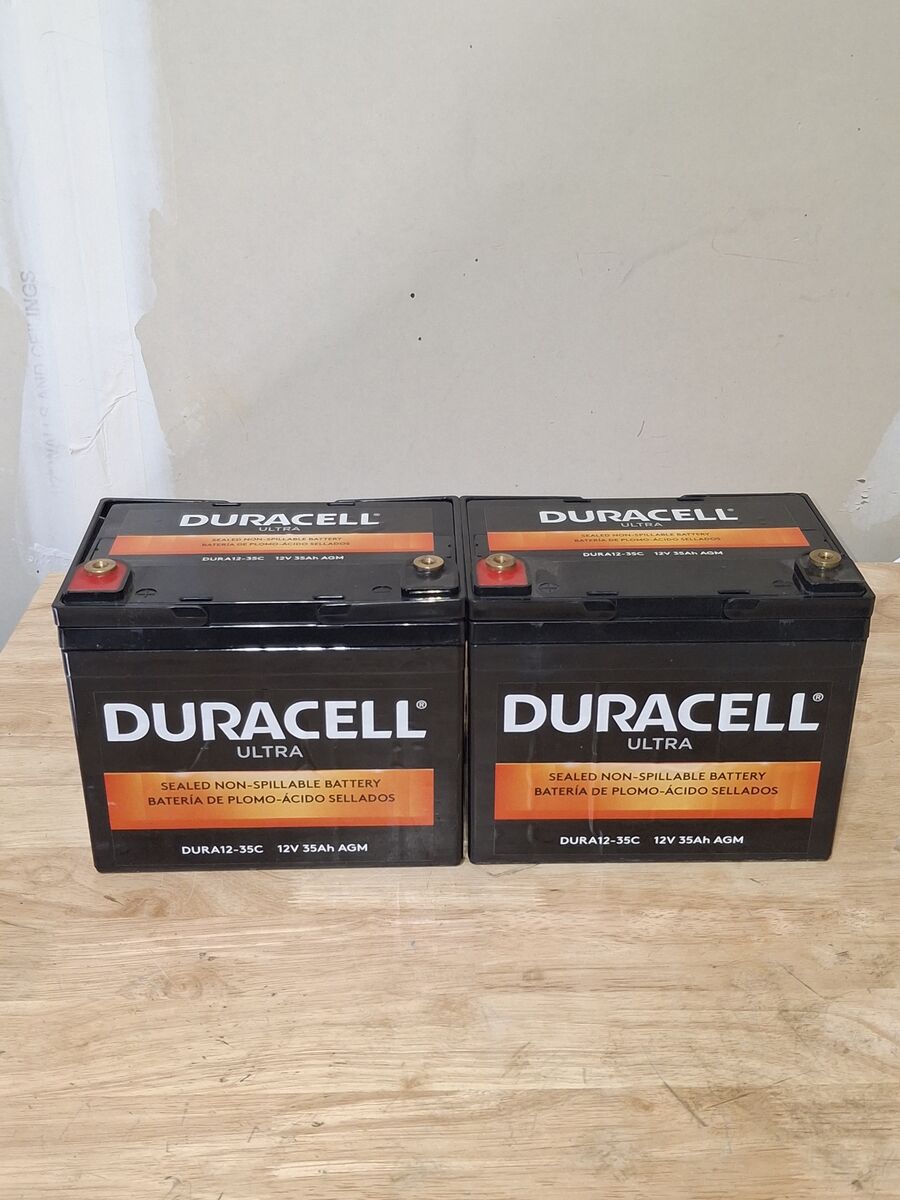 DURACELL
ULTRA
SEALED NON-SPILLABLE BATTERY
BATERÍA DE PLOMO-ÁCIDO SELLADOS
DURA12-35C 12V 35Ah AGM
DURACELL
ULTRA
SEALED NON-SPILLABLE BATTERY
BATERÍA DE PLOMO-ÁCIDO SELLADOS
DURA12-35C 12V 35Ah AGM
DURACELL®
ULTRA
SEALED NON-SPILLABLE BATTERY
BATERÍA DE PLOMO-ÁCIDO SELLADOS
DURA12-35C 12V 35Ah AGM
DURACELL®
ULTRA
SEALED NON-SPILLABLE BATTERY
BATERÍA DE PLOMO-ÁCIDO SELLADOS
DURA12-35C 12V 35Ah AGM